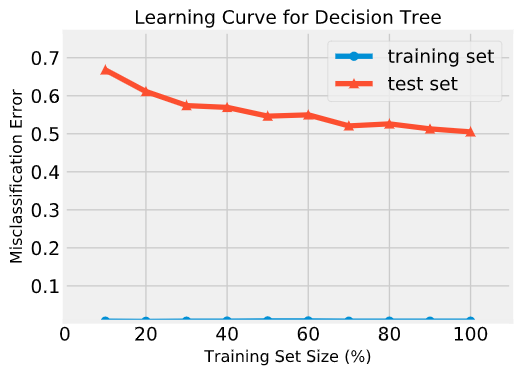 Learning Curve for Decision Tree
training set
test set
Misclassification Error
0.7
0.6
0.5
0.4
0.3
0.2
0.1
0 20 40 60 80 100
Training Set Size (%)